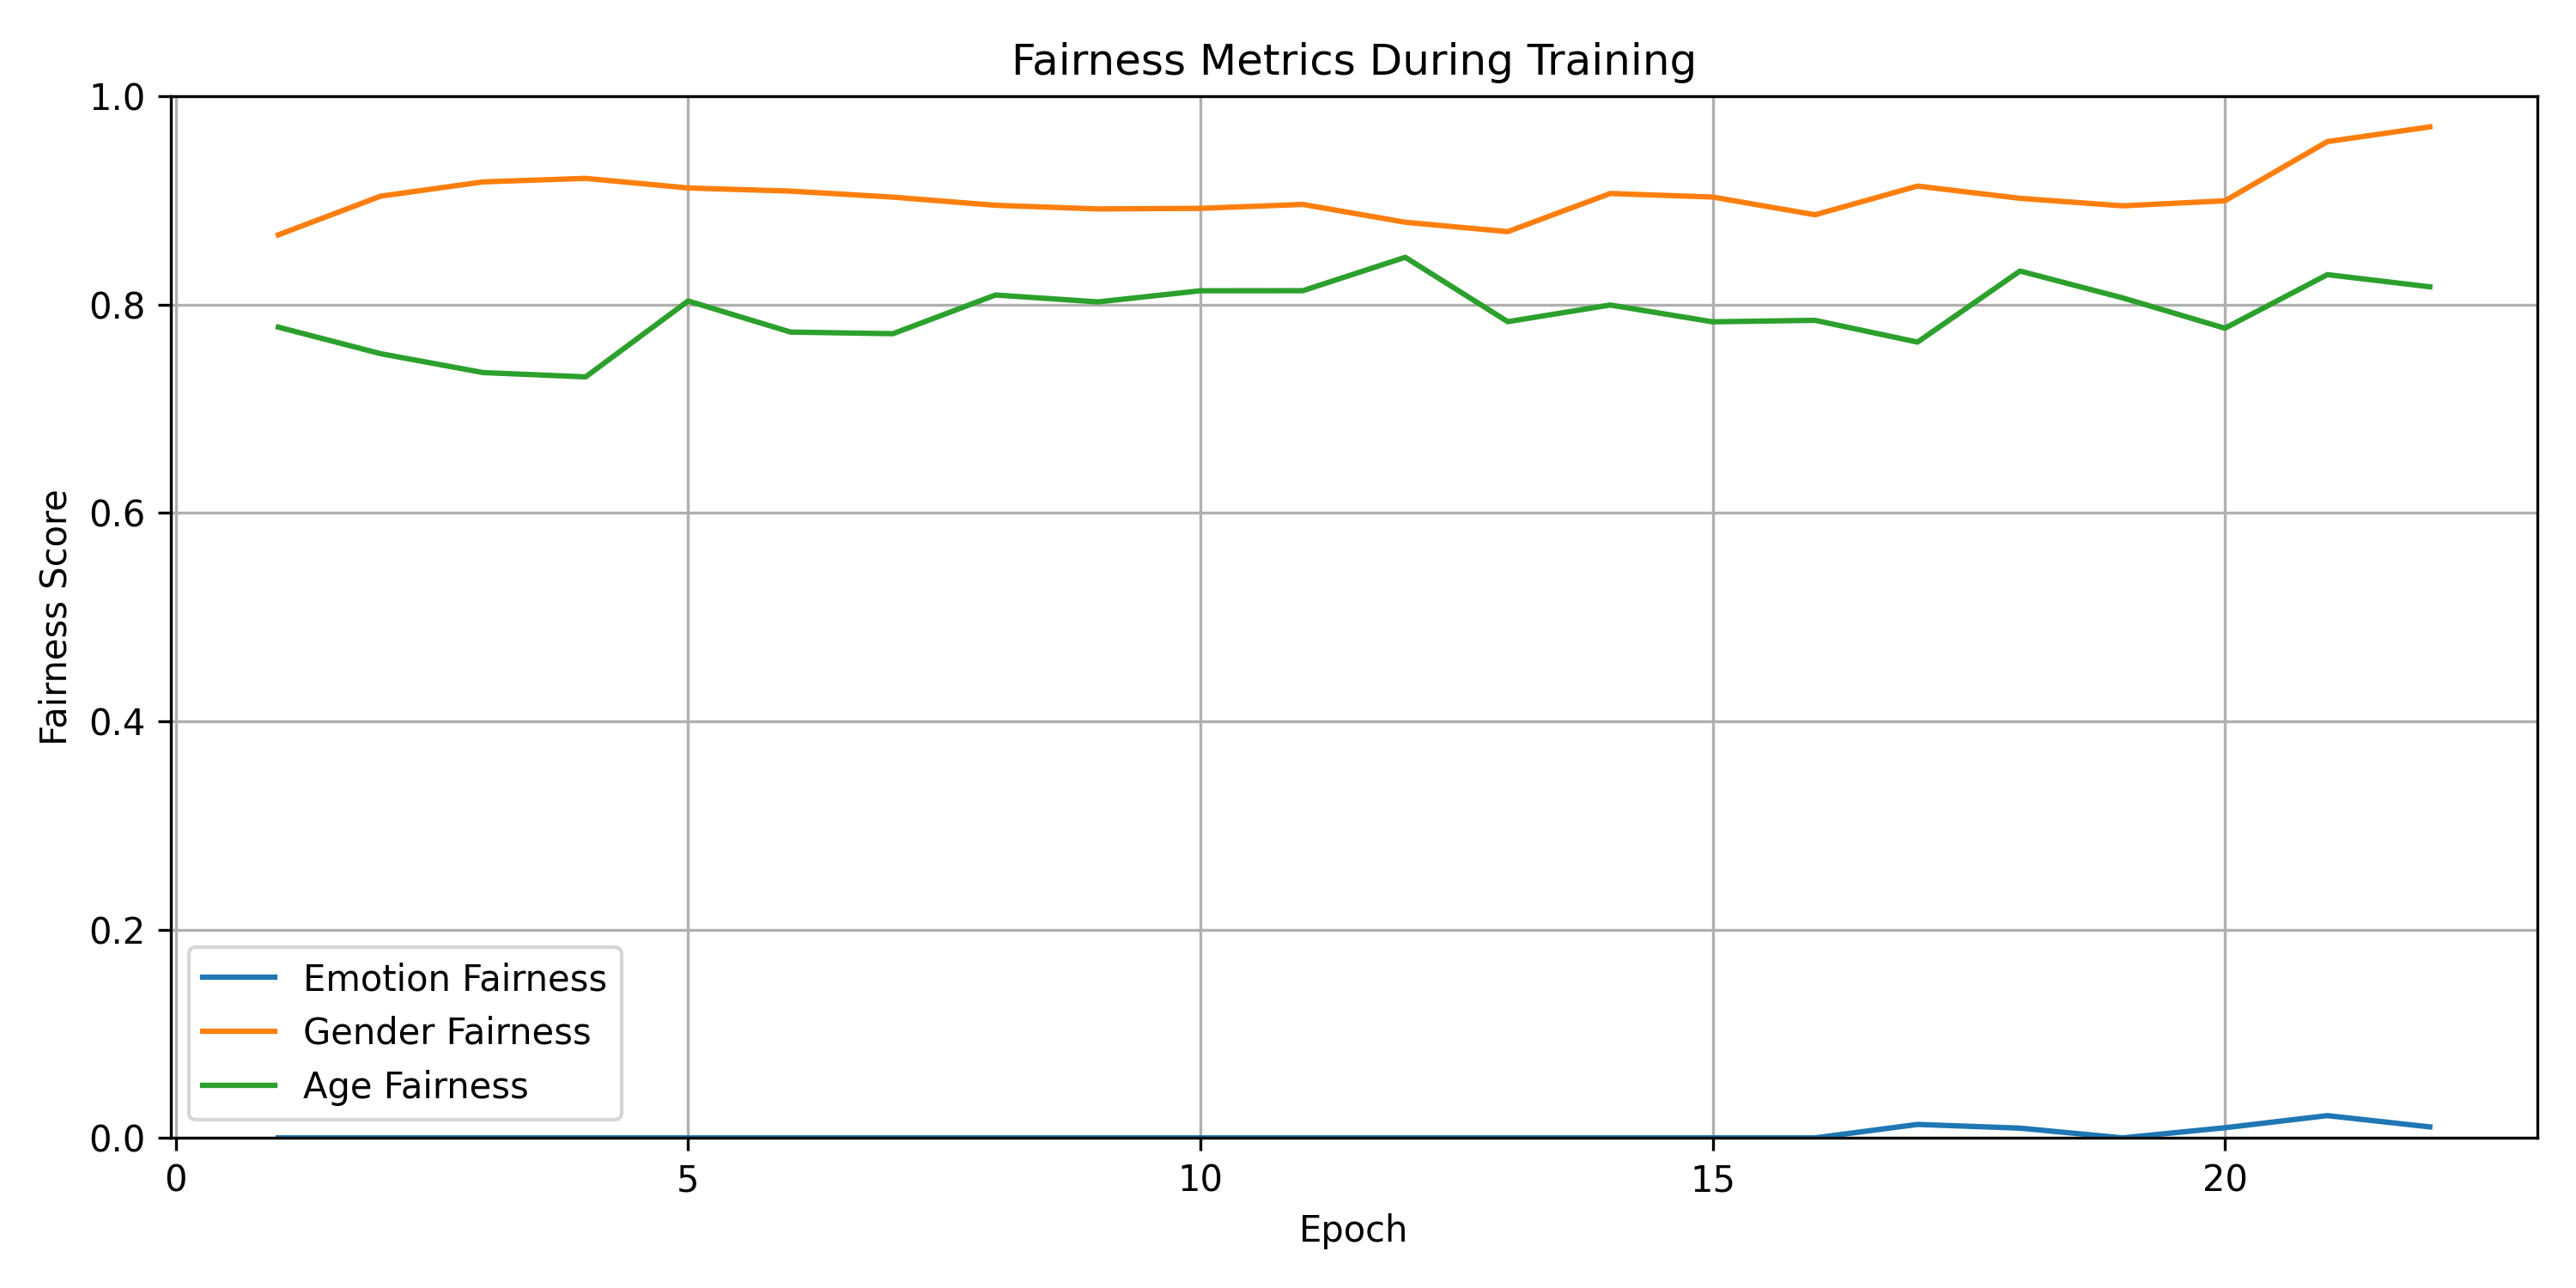 Fairness Metrics During Training
1.0
0.8
0.6
0.4
0.2
0.0
Fairness Score
Emotion Fairness
Gender Fairness
Age Fairness
0 5 10 15 20
Epoch